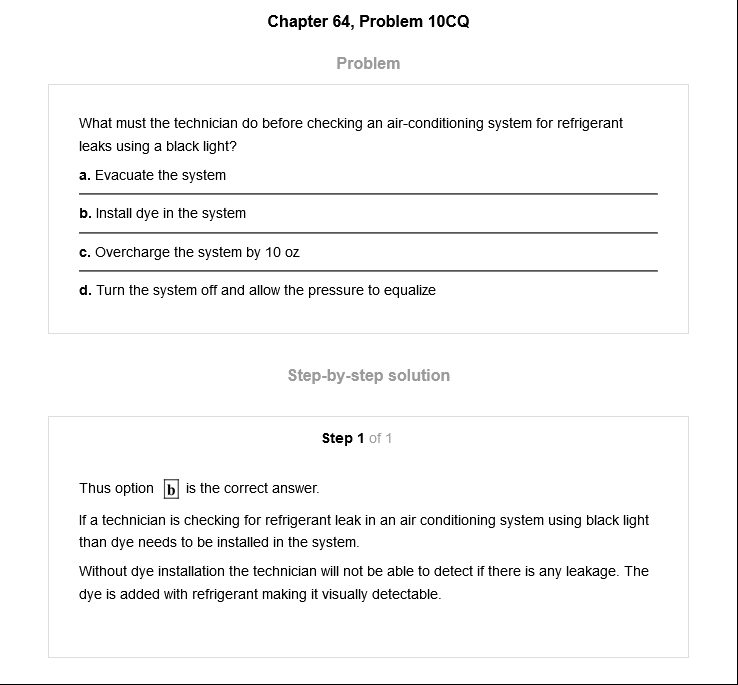 Chapter 64, Problem 10CQ
Problem
What must the technician do before checking an air-conditioning system for refrigerant
leaks using a black light?
a. Evacuate the system
b. Install dye in the system
c. Overcharge the system by 10 oz
d. Turn the system off and allow the pressure to equalize
Step-by-step solution
Step 1 of 1
Thus option b is the correct answer.
If a technician is checking for refrigerant leak in an air conditioning system using black light
than dye needs to be installed in the system.
Without dye installation the technician will not be able to detect if there is any leakage. The
dye is added with refrigerant making it visually detectable.